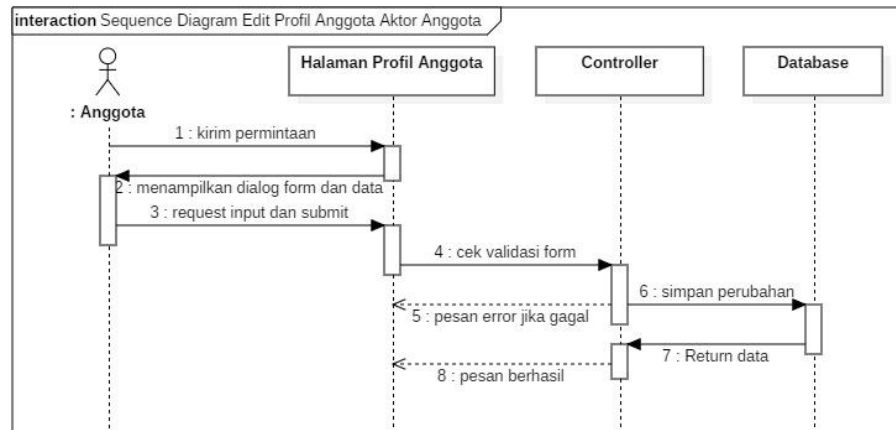 interaction Sequence Diagram Edit Profil Anggota Aktor Anggota
: Anggota
Halaman Profil Anggota
Controller
Database
1 : kirim permintaan
2 : menampilkan dialog form dan data
3 : request input dan submit
4 : cek validasi form
6 : simpan perubahan
5 : pesan error jika gagal
7 : Return data
8 : pesan berhasil